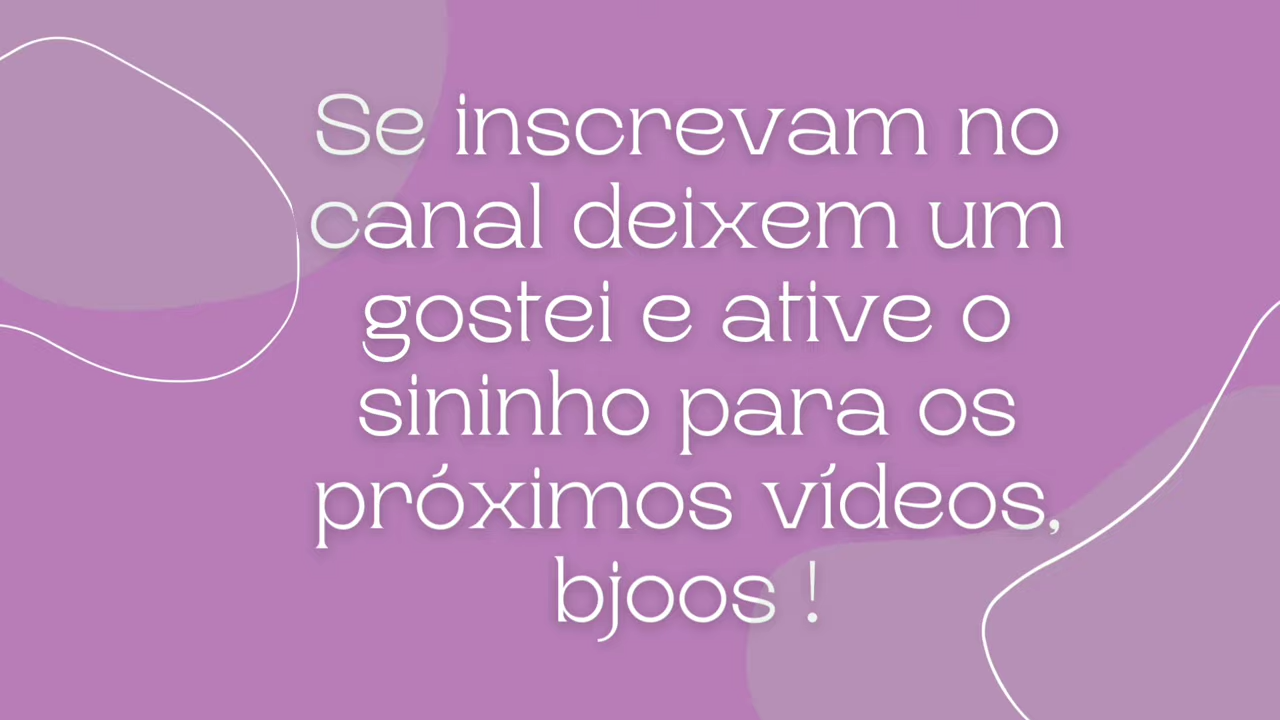 Se inscrevam no
canal deixem um
gostei e ative o
sininho para os
próximos vídeos,
bjoos !